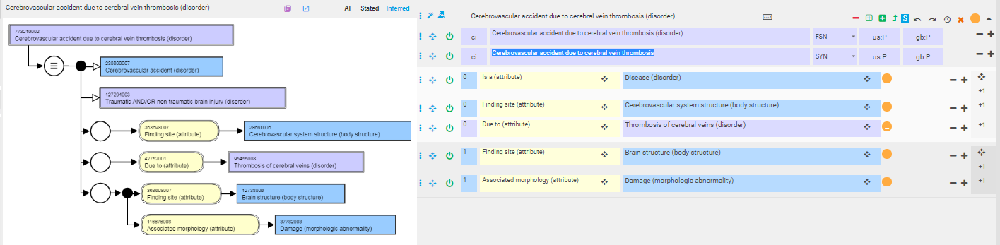 Cerebrovascular accident due to cerebral vein thrombosis (disorder)
AF Stated Inferred
773210002
Cerebrovascular accident due to cerebral vein thrombosis (disorder)
230690007
Cerebrovascular accident (disorder)
127294003
Traumatic AND/OR non-traumatic brain injury (disorder)
363698007
Finding site (attribute)
28661006
Cerebrovascular system structure (body structure)
42752001
Due to (attribute)
95455008
Thrombosis of cerebral veins (disorder)
363698007
Finding site (attribute)
12738006
Brain structure (body structure)
116676008
Associated morphology (attribute)
37782003
Damage (morphologic abnormality)
Cerebrovascular accident due to cerebral vein thrombosis (disorder)
S
ci Cerebrovascular accident due to cerebral vein thrombosis (disorder) FSN us:P gb:P
ci Cerebrovascular accident due to cerebral vein thrombosis SYN us:P gb:P
0 Is a (attribute) Disease (disorder)
+1
0 Finding site (attribute) Cerebrovascular system structure (body structure) +1
0 Due to (attribute) Thrombosis of cerebral veins (disorder) +1
1 Finding site (attribute) Brain structure (body structure)
+1
1 Associated morphology (attribute) Damage (morphologic abnormality) +1